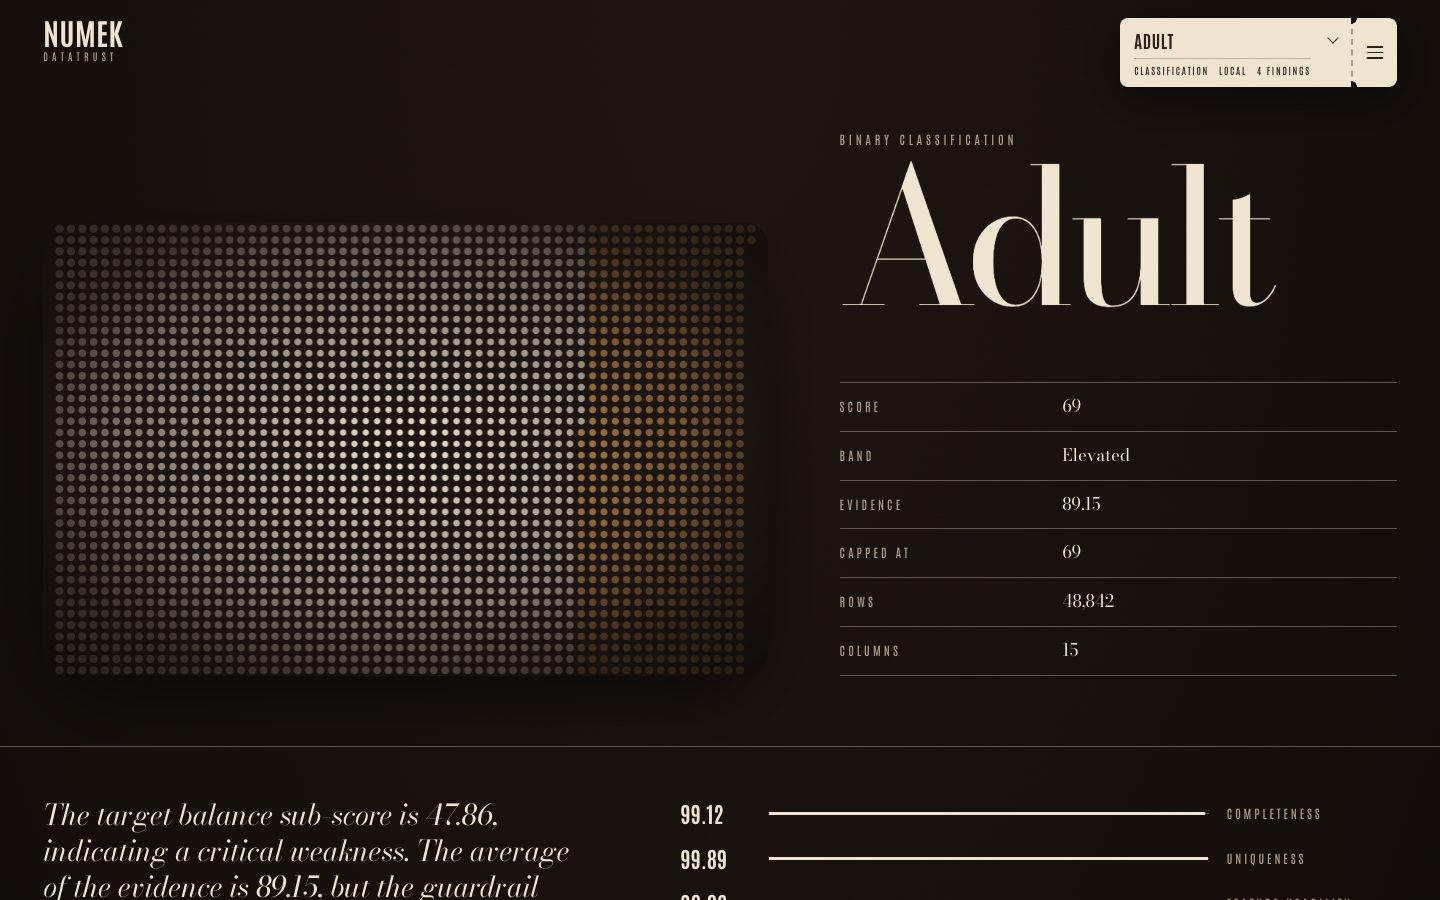 NUMEK
DATATRUST
ADULT
CLASSIFICATION LOCAL 4 FINDINGS
BINARY CLASSIFICATION
Adult
SCORE 69
BAND Elevated
EVIDENCE 89.15
CAPPED AT 69
ROWS 48,842
COLUMNS 15
The target balance sub-score is 47.86,
indicating a critical weakness. The average
of the evidence is 89.15, but the guardrail
99.12 COMPLETENESS
99.89 UNIQUENESS